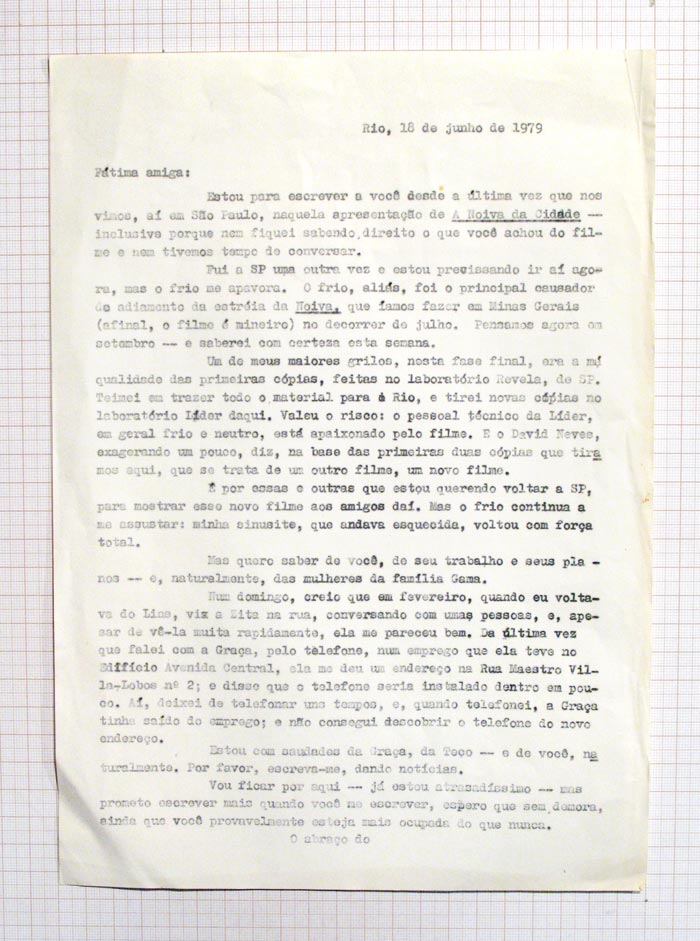 Rio, 18 de junho de 1979
Fátima amiga:
Estou para escrever a você desde a última vez que nos
vimos, aí em São Paulo, naquela apresentação de A Noiva da Cidade --
inclusive porque nem fiquei sabendo direito o que você achou do fil-
me e nem tivemos tempo de conversar.
Fui a SP uma outra vez e estou precissando ir aí ago-
ra, mas o frio me apavora. O frio, aliás, foi o principal causador
do adiamento da estréia da Noiva, que íamos fazer em Minas Gerais
(afinal, o filme é mineiro) no decorrer de julho. Pensamos agora em
setembro -- e saberei com certeza esta semana.
Um de meus maiores grilos, nesta fase final, era a má
qualidade das primeiras cópias, feitas no laboratório Revela, de SP.
Teimei em trazer todo o material para o Rio, e tirei novas cópias no
laboratório Líder daqui. Valeu o risco: o pessoal técnico da Líder,
em geral frio e neutro, está apaixonado pelo filme. E o David Neves,
exagerando um pouco, diz, na base das primeiras duas cópias que tira
mos aqui, que se trata de um outro filme, um novo filme.
É por essas e outras que estou querendo voltar a SP,
para mostrar esse novo filme aos amigos daí. Mas o frio continua a
me assustar: minha sinusite, que andava esquecida, voltou com força
total.
Mas quero saber de você, de seu trabalho e seus pla -
nos -- e, naturalmente, das mulheres da família Gama.
Num domingo, creio que em fevereiro, quando eu volta-
va do Lins, vix a Zita na rua, conversando com umas pessoas, e, ape-
sar de vê-la muita rapidamente, ela me pareceu bem. Da última vez
que falei com a Graça, pelo telefone, num emprego que ela teve no
Edifício Avenida Central, ela me deu um endereço na Rua Maestro Vil-
la-Lobos nº 2; e disse que o telefone seria instalado dentro em pou-
co. Aí, deixei de telefonar uns tempos, e, quando telefonei, a Graça
tinha saído do emprego; e não consegui descobrir o telefone do novo
endereço.
Estou com saudades da Graça, da Toco -- e de você, na
turalmente. Por favor, escreva-me, dando notícias.
Vou ficar por aqui -- já estou atrasadíssimo -- mas
prometo escrever mais quando você me escrever, espero que sem demora,
ainda que você provavelmente esteja mais ocupada do que nunca.
O abraço do